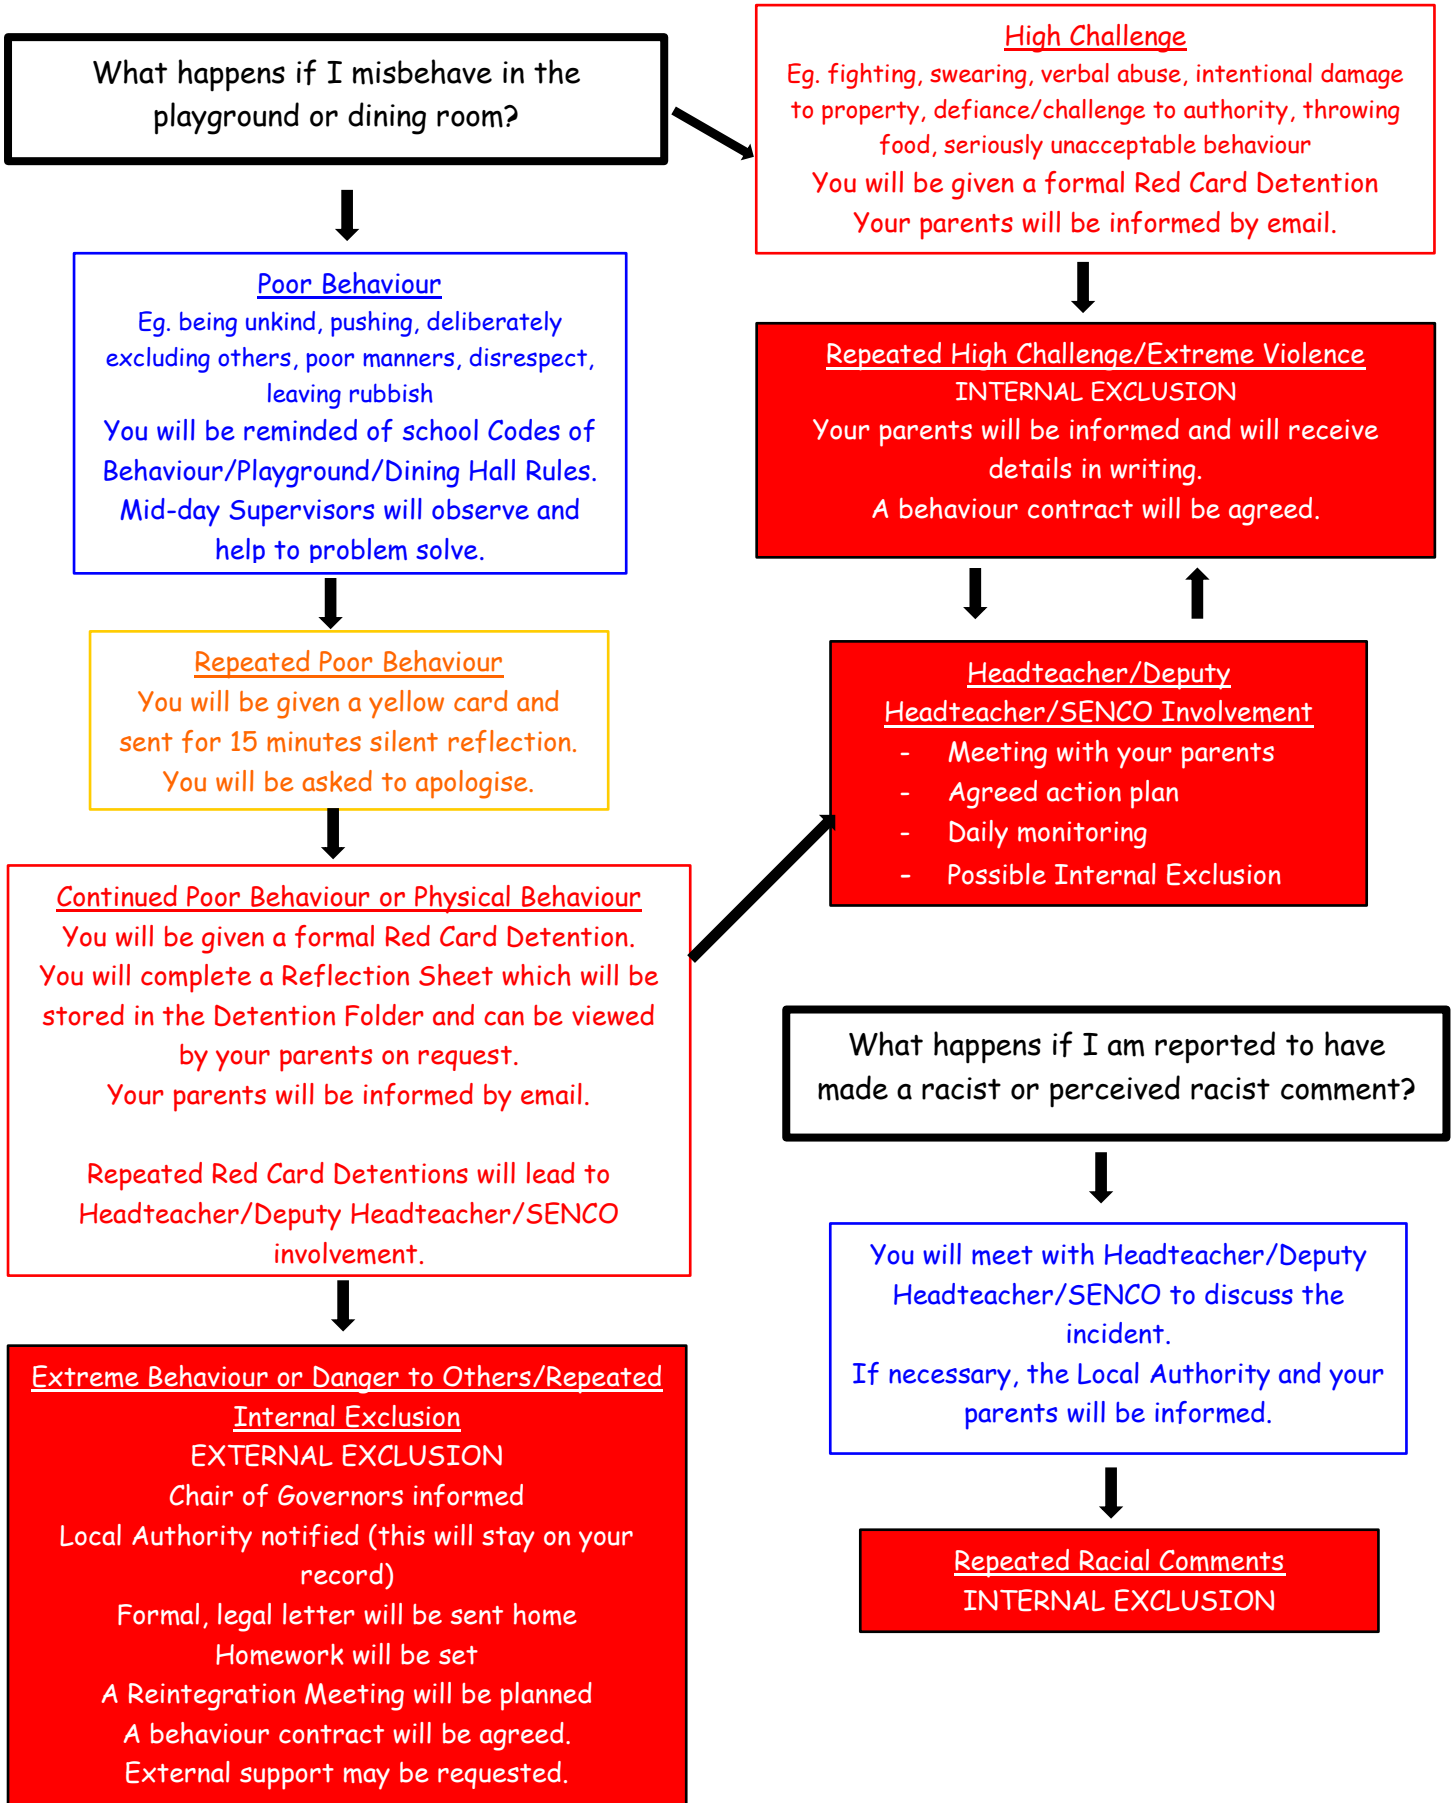 What happens if I misbehave in the
playground or dining room?
High Challenge
Eg. fighting, swearing, verbal abuse, intentional damage
to property, defiance/challenge to authority, throwing
food, seriously unacceptable behaviour
You will be given a formal Red Card Detention
Your parents will be informed by email.
Poor Behaviour
Eg. being unkind, pushing, deliberately
excluding others, poor manners, disrespect,
leaving rubbish
You will be reminded of school Codes of
Behaviour/Playground/Dining Hall Rules.
Mid-day Supervisors will observe and
help to problem solve.
Repeated High Challenge/Extreme Violence
INTERNAL EXCLUSION
Your parents will be informed and will receive
details in writing.
A behaviour contract will be agreed.
Repeated Poor Behaviour
You will be given a yellow card and
sent for 15 minutes silent reflection.
You will be asked to apologise.
Headteacher/Deputy
Headteacher/SENCO Involvement
- Meeting with your parents
- Agreed action plan
- Daily monitoring
- Possible Internal Exclusion
Continued Poor Behaviour or Physical Behaviour
You will be given a formal Red Card Detention.
You will complete a Reflection Sheet which will be
stored in the Detention Folder and can be viewed
by your parents on request.
Your parents will be informed by email.
Repeated Red Card Detentions will lead to
Headteacher/Deputy Headteacher/SENCO
involvement.
What happens if I am reported to have
made a racist or perceived racist comment?
You will meet with Headteacher/Deputy
Headteacher/SENCO to discuss the
incident.
If necessary, the Local Authority and your
parents will be informed.
Extreme Behaviour or Danger to Others/Repeated
Internal Exclusion
EXTERNAL EXCLUSION
Chair of Governors informed
Local Authority notified (this will stay on your
record)
Formal, legal letter will be sent home
Homework will be set
A Reintegration Meeting will be planned
A behaviour contract will be agreed.
External support may be requested.
Repeated Racial Comments
INTERNAL EXCLUSION